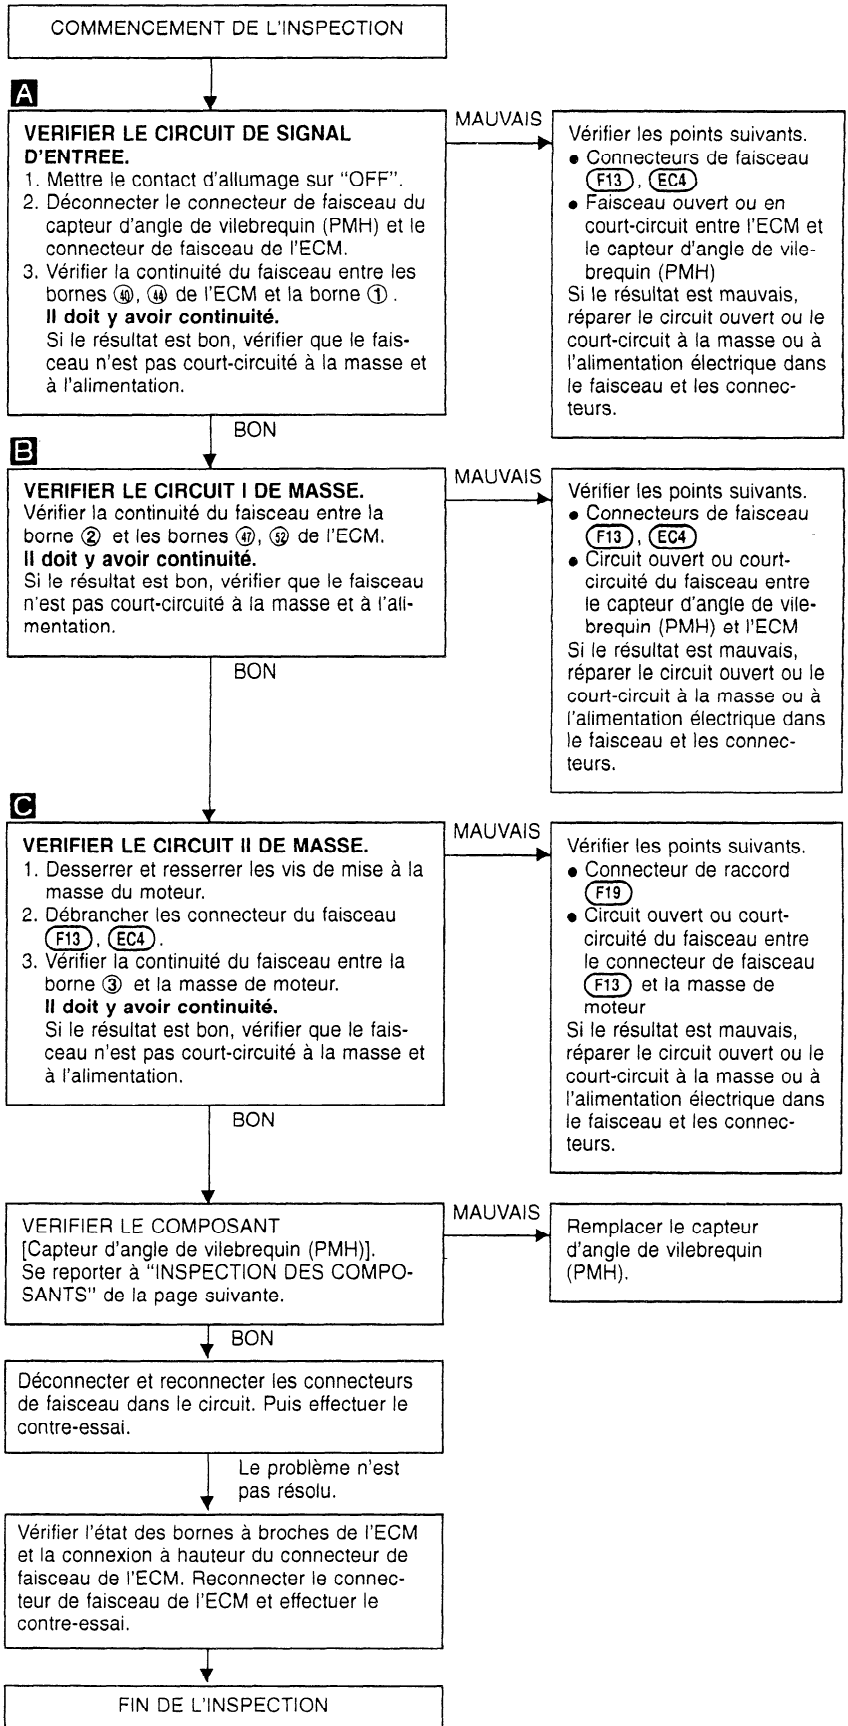 COMMENCEMENT DE L'INSPECTION
A
VERIFIER LE CIRCUIT DE SIGNAL
D'ENTREE.
1. Mettre le contact d'allumage sur "OFF".
2. Déconnecter le connecteur de faisceau du
capteur d'angle de vilebrequin (PMH) et le
connecteur de faisceau de l'ECM.
3. Vérifier la continuité du faisceau entre les
bornes ㊵, ㊹ de l'ECM et la borne ①.
Il doit y avoir continuité.
Si le résultat est bon, vérifier que le fais-
ceau n'est pas court-circuité à la masse et
à l'alimentation.
MAUVAIS
Vérifier les points suivants.
● Connecteurs de faisceau
F13, EC4
● Faisceau ouvert ou en
court-circuit entre l'ECM et
le capteur d'angle de vile-
brequin (PMH)
Si le résultat est mauvais,
réparer le circuit ouvert ou le
court-circuit à la masse ou à
l'alimentation électrique dans
le faisceau et les connec-
teurs.
BON
B
VERIFIER LE CIRCUIT I DE MASSE.
Vérifier la continuité du faisceau entre la
borne ② et les bornes ㊼, 52 de l'ECM.
Il doit y avoir continuité.
Si le résultat est bon, vérifier que le faisceau
n'est pas court-circuité à la masse et à l'ali-
mentation.
MAUVAIS
Vérifier les points suivants.
● Connecteurs de faisceau
F13, EC4
● Circuit ouvert ou court-
circuité du faisceau entre
le capteur d'angle de vile-
brequin (PMH) et l'ECM
Si le résultat est mauvais,
réparer le circuit ouvert ou le
court-circuit à la masse ou à
l'alimentation électrique dans
le faisceau et les connec-
teurs.
BON
C
VERIFIER LE CIRCUIT II DE MASSE.
1. Desserrer et resserrer les vis de mise à la
masse du moteur.
2. Débrancher les connecteur du faisceau
F13, EC4.
3. Vérifier la continuité du faisceau entre la
borne ③ et la masse de moteur.
Il doit y avoir continuité.
Si le résultat est bon, vérifier que le fais-
ceau n'est pas court-circuité à la masse et
à l'alimentation.
MAUVAIS
Vérifier les points suivants.
● Connecteur de raccord
F19
● Circuit ouvert ou court-
circuité du faisceau entre
le connecteur de faisceau
F13 et la masse de
moteur
Si le résultat est mauvais,
réparer le circuit ouvert ou le
court-circuit à la masse ou à
l'alimentation électrique dans
le faisceau et les connec-
teurs.
BON
VERIFIER LE COMPOSANT
[Capteur d'angle de vilebrequin (PMH)].
Se reporter à "INSPECTION DES COMPO-
SANTS" de la page suivante.
MAUVAIS
Remplacer le capteur
d'angle de vilebrequin
(PMH).
BON
Déconnecter et reconnecter les connecteurs
de faisceau dans le circuit. Puis effectuer le
contre-essai.
Le problème n'est
pas résolu.
Vérifier l'état des bornes à broches de l'ECM
et la connexion à hauteur du connecteur de
faisceau de l'ECM. Reconnecter le connec-
teur de faisceau de l'ECM et effectuer le
contre-essai.
FIN DE L'INSPECTION